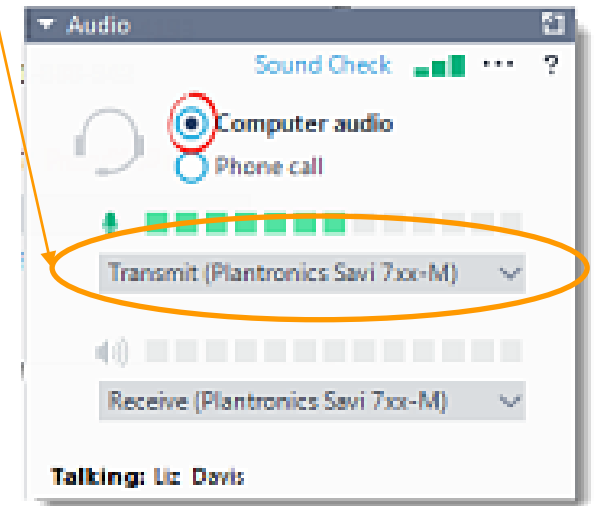 Audio
Sound Check ... ?
Computer audio
Phone call
Transmit (Plantronics Savi 7xx-M)
Receive (Plantronics Savi 7xx-M)
Talking: Liz Davis